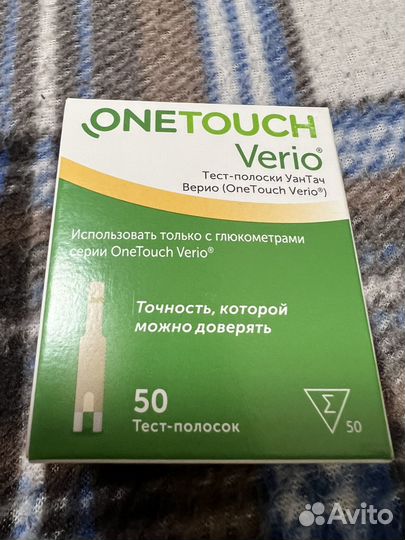 ONETOUCH
Verio®
Тест-полоски УанТач
Верио (OneTouch Verio®)
Использовать только с глюкометрами
серии OneTouch Verio®
Точность, которой
можно доверять
50
Тест-полосок
Σ
50
Avito